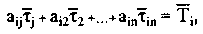 aᵢⱼτ̄ⱼ + aᵢ₂τ̄₂ + ... + aᵢₙτ̄ᵢₙ = T̄ᵢ,